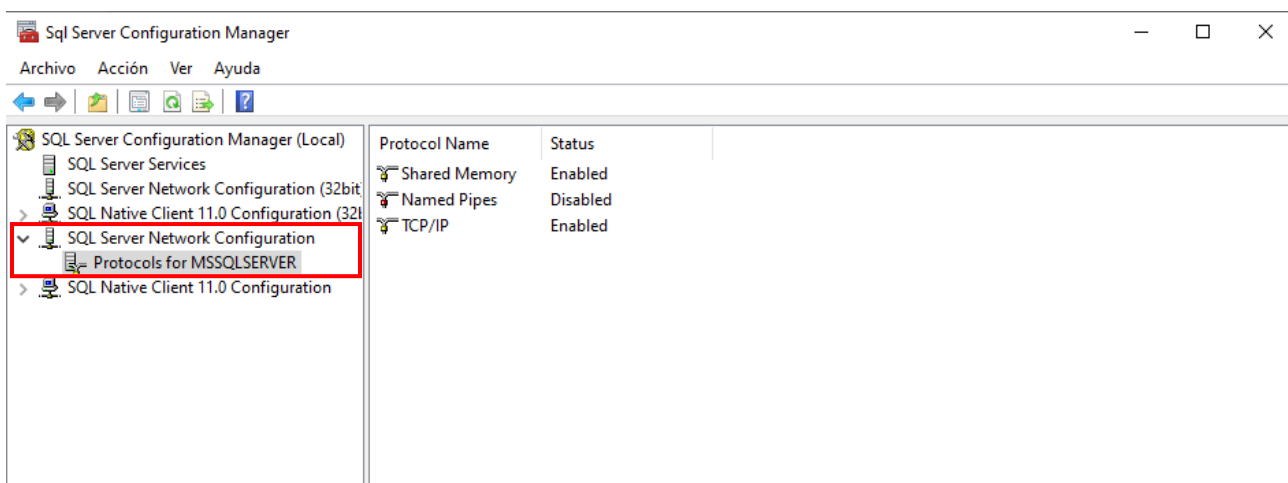 Sql Server Configuration Manager
Archivo Acción Ver Ayuda
SQL Server Configuration Manager (Local)
SQL Server Services
SQL Server Network Configuration (32bit
SQL Native Client 11.0 Configuration (32b
SQL Server Network Configuration
Protocols for MSSQLSERVER
SQL Native Client 11.0 Configuration
Protocol Name Status
Shared Memory Enabled
Named Pipes Disabled
TCP/IP Enabled